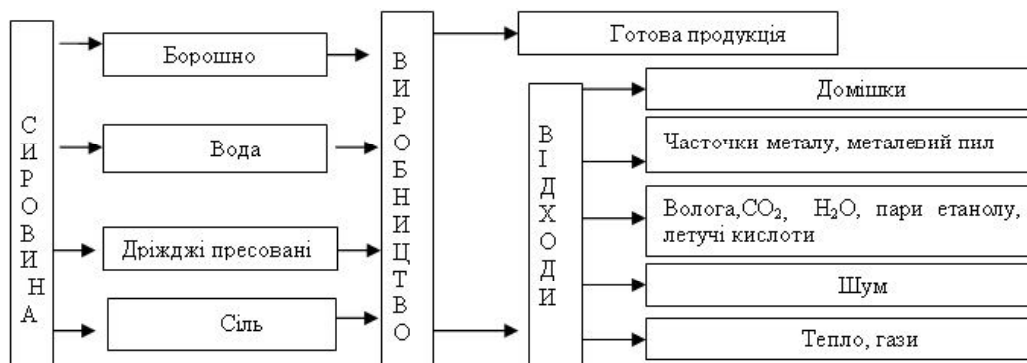 СИРОВИНА
Борошно
Вода
Дріжджі пресовані
Сіль
ВИРОБНИЦТВО
Готова продукція
ВІДХОДИ
Домішки
Часточки металу, металевий пил
Волога,CO₂, H₂O, пари етанолу,
летучі кислоти
Шум
Тепло, гази